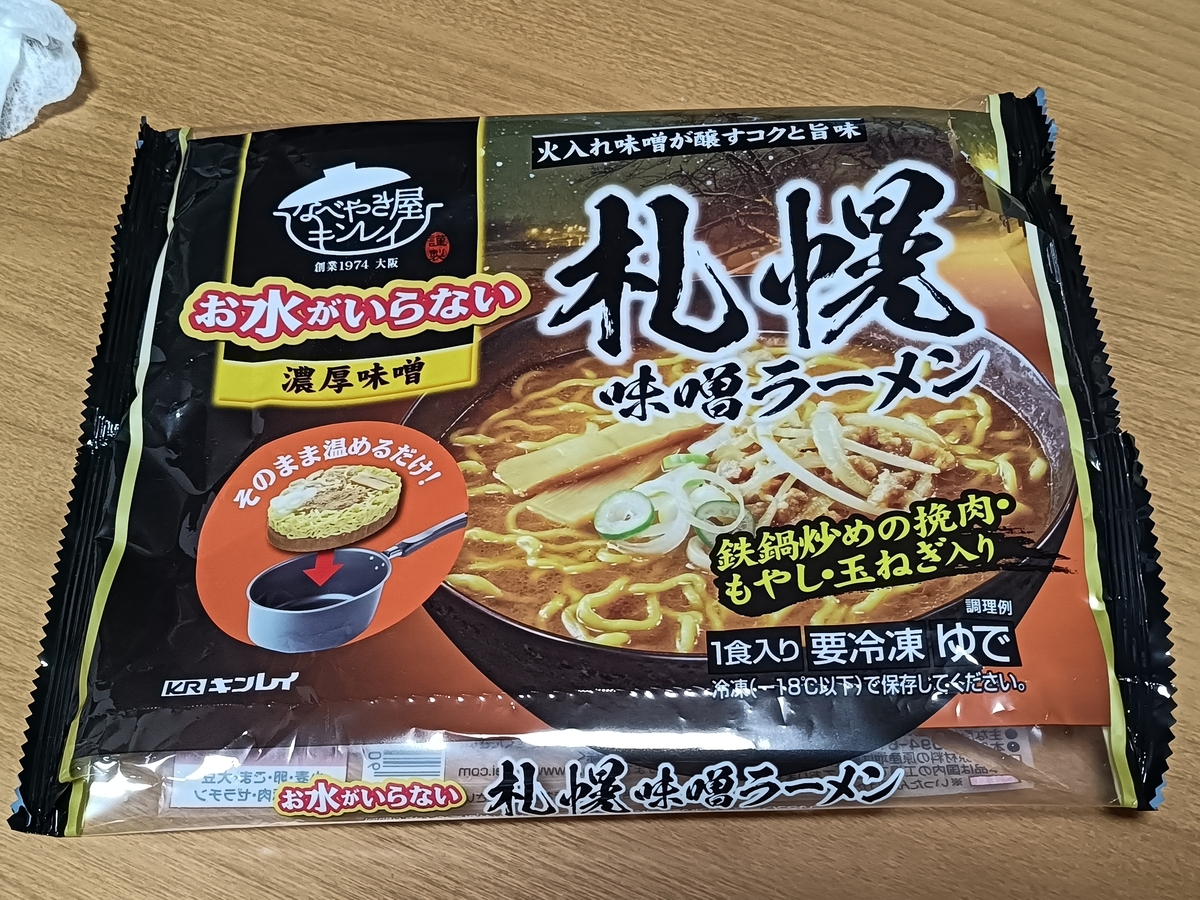 火入れ味噌が醸すコクと旨味
なべやき屋
キンレイ
謹製
創業1974 大阪
札幌
お水がいらない
味噌ラーメン
濃厚味噌
そのまま温めるだけ!
鉄鍋炒めの挽肉・
もやし・玉ねぎ入り
調理例
1食入り 要冷凍 ゆで
冷凍(−18℃以下)で保存してください。
KR キンレイ
お水がいらない 札幌 味噌ラーメン